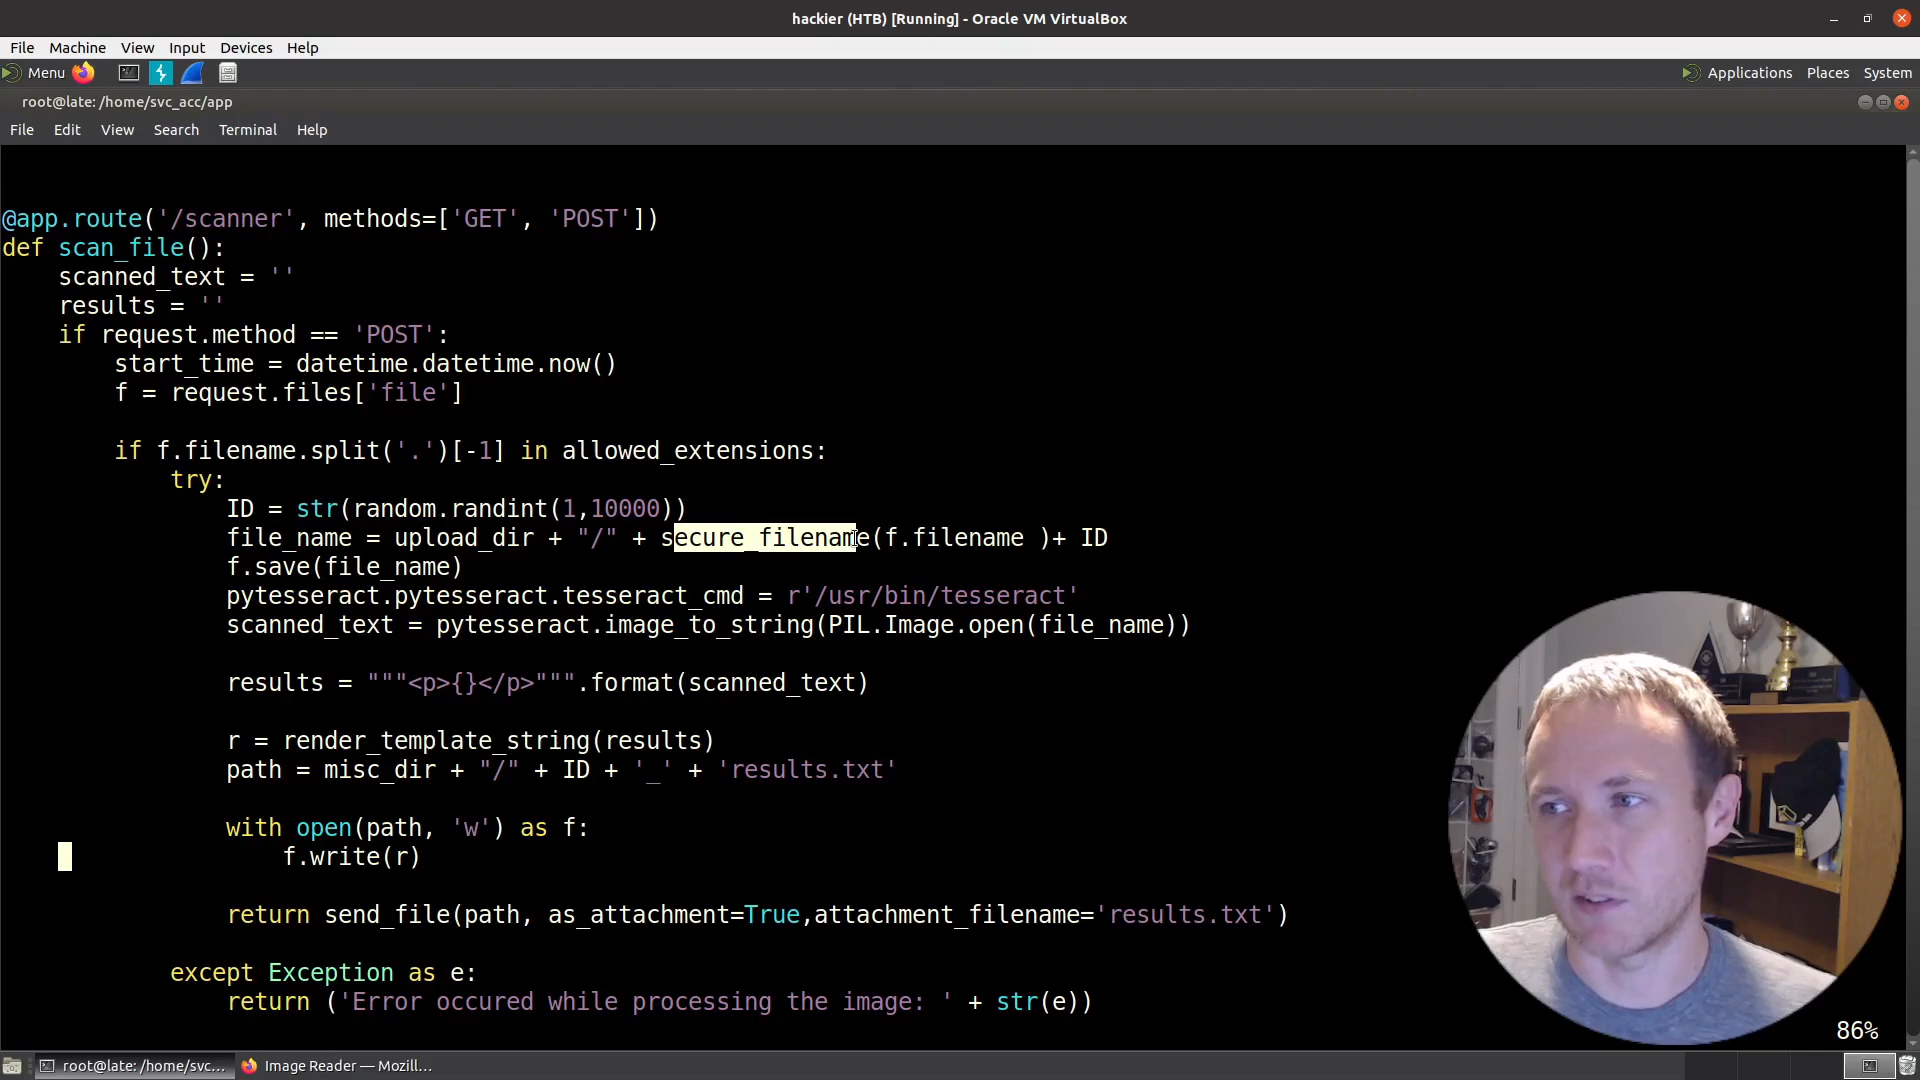 hackier (HTB) [Running] - Oracle VM VirtualBox
File Machine View Input Devices Help
Menu Applications Places System
root@late: /home/svc_acc/app
File Edit View Search Terminal Help
@app.route('/scanner', methods=['GET', 'POST'])
def scan_file():
    scanned_text = ''
    results = ''
    if request.method == 'POST':
        start_time = datetime.datetime.now()
        f = request.files['file']
        if f.filename.split('.')[-1] in allowed_extensions:
            try:
                ID = str(random.randint(1,10000))
                file_name = upload_dir + "/" + secure_filename(f.filename )+ ID
                f.save(file_name)
                pytesseract.pytesseract.tesseract_cmd = r'/usr/bin/tesseract'
                scanned_text = pytesseract.image_to_string(PIL.Image.open(file_name))
                results = """<p>{}</p>""".format(scanned_text)
                r = render_template_string(results)
                path = misc_dir + "/" + ID + '_' + 'results.txt'
                with open(path, 'w') as f:
                    f.write(r)
                return send_file(path, as_attachment=True,attachment_filename='results.txt')
            except Exception as e:
                return ('Error occured while processing the image: ' + str(e))
86%
root@late: /home/svc... Image Reader — Mozill...